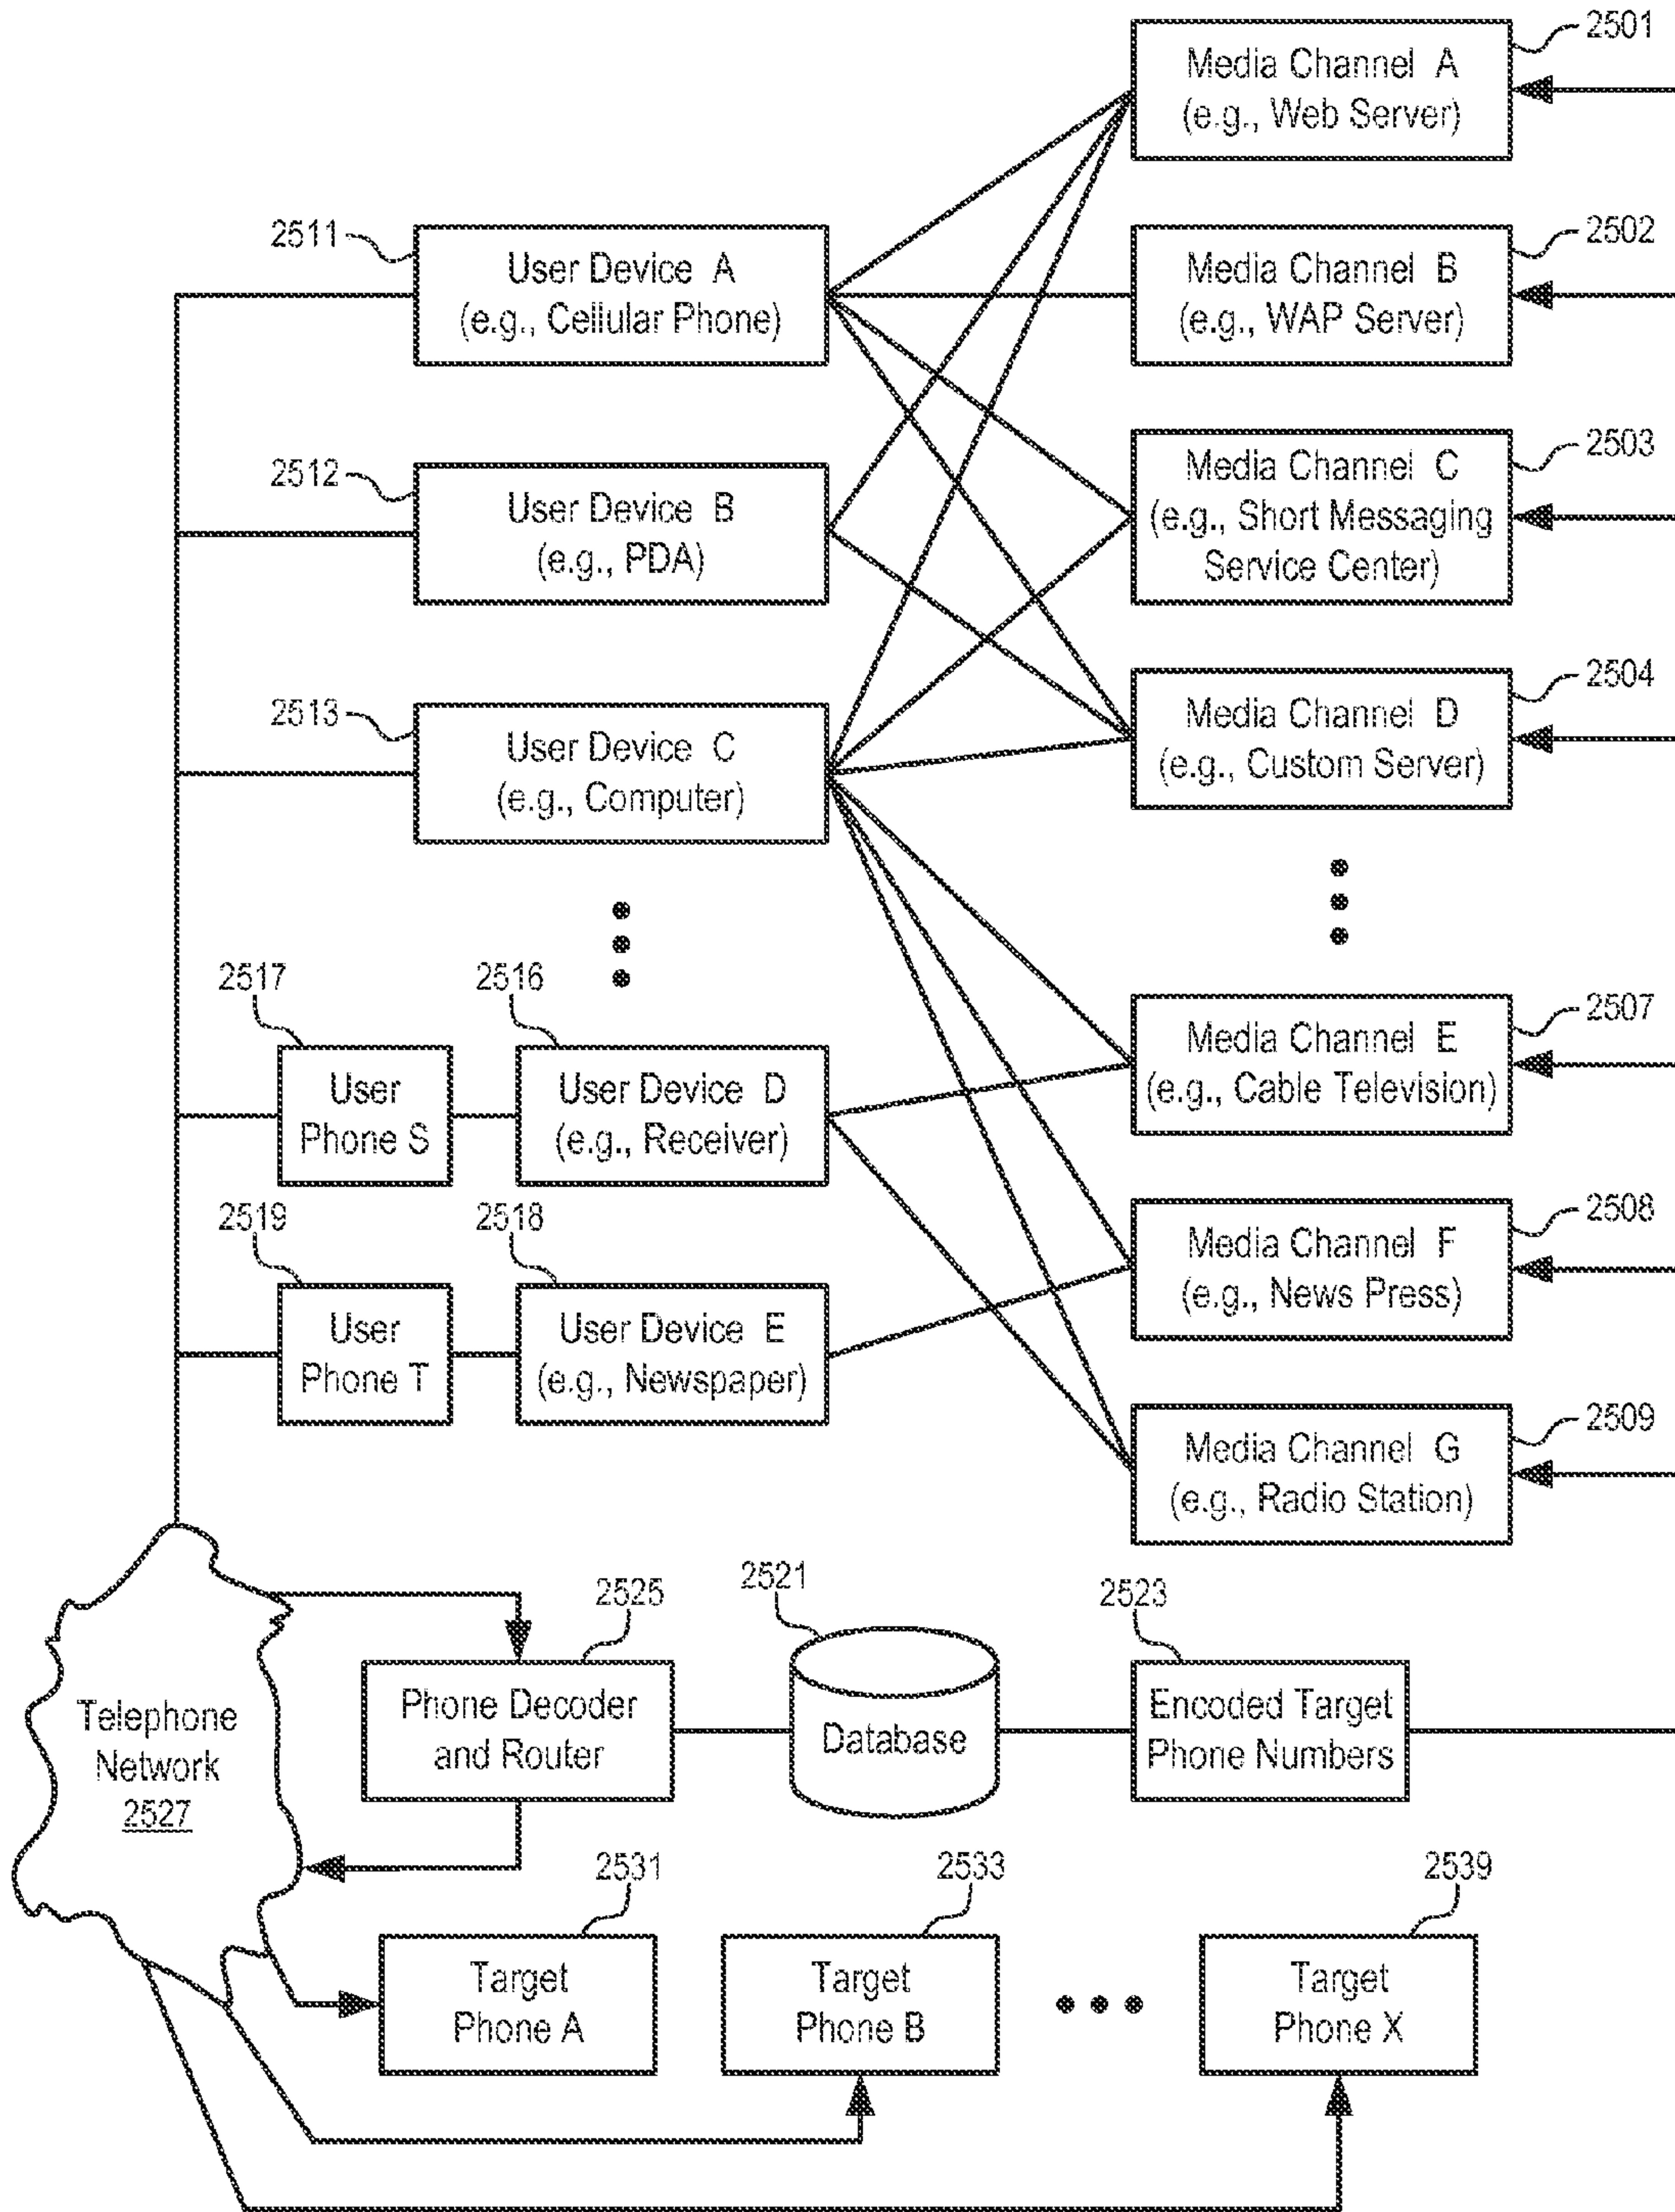 2501
Media Channel A
(e.g., Web Server)
2511
User Device A
(e.g., Cellular Phone)
2502
Media Channel B
(e.g., WAP Server)
2512
User Device B
(e.g., PDA)
2503
Media Channel C
(e.g., Short Messaging
Service Center)
2513
User Device C
(e.g., Computer)
2504
Media Channel D
(e.g., Custom Server)
2517
User
Phone S
2516
User Device D
(e.g., Receiver)
2507
Media Channel E
(e.g., Cable Television)
2519
User
Phone T
2518
User Device E
(e.g., Newspaper)
2508
Media Channel F
(e.g., News Press)
2509
Media Channel G
(e.g., Radio Station)
Telephone
Network
2527
2525
Phone Decoder
and Router
2521
Database
2523
Encoded Target
Phone Numbers
2531
Target
Phone A
2533
Target
Phone B
2539
Target
Phone X